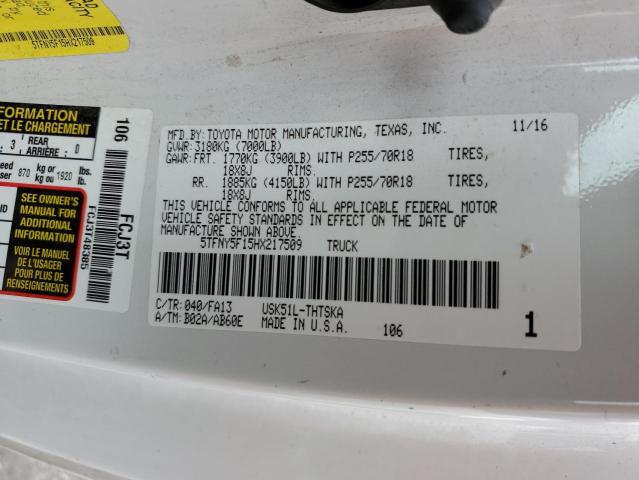 CITY
5TFNY5F15HX217509
FORMATION
ET LE CHARGEMENT
3 REAR ARRIÈRE: 0
870 kg or kg ou 1920 lbs. lb.
SEE OWNER'S
MANUAL FOR
ADDITIONAL
INFORMATION
VOIR LE MANUEL
DE L'USAGER
POUR PLUS DE
RENSEIGNEMENTS
106
FCJ3T
FCJ3T48385
MFD. BY: TOYOTA MOTOR MANUFACTURING, TEXAS, INC. 11/16
GVWR: 3180KG (7000LB)
GAWR: FRT. 1770KG (3900LB) WITH P255/70R18 TIRES,
18X8J RIMS.
RR. 1885KG (4150LB) WITH P255/70R18 TIRES,
18X8J RIMS.
THIS VEHICLE CONFORMS TO ALL APPLICABLE FEDERAL MOTOR
VEHICLE SAFETY STANDARDS IN EFFECT ON THE DATE OF
MANUFACTURE SHOWN ABOVE.
5TFNY5F15HX217509 TRUCK
C/TR: 040/FA13 USK51L-THTSKA
A/TM: B02A/AB60E MADE IN U.S.A. 106 1